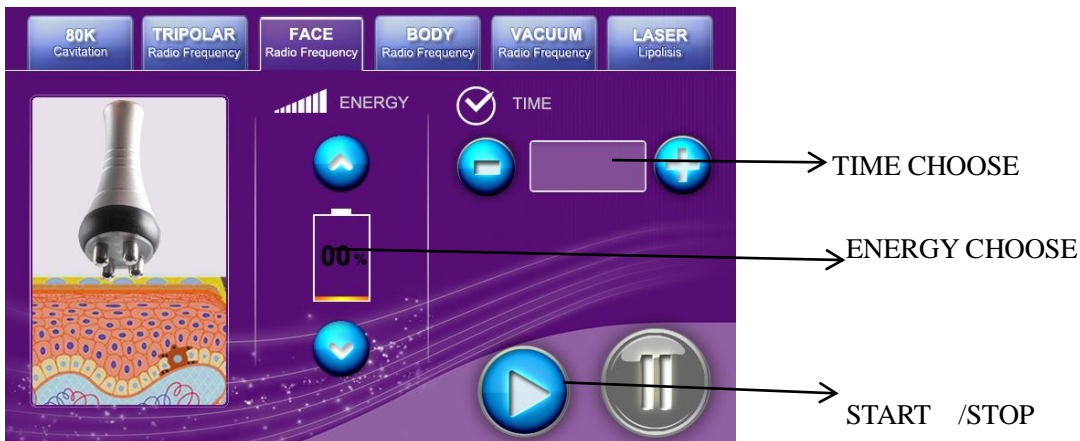 80K TRIPOLAR FACE BODY VACUUM LASER
Cavitation Radio Frequency Radio Frequency Radio Frequency Radio Frequency Lipolisis
ENERGY TIME
TIME CHOOSE
00%
ENERGY CHOOSE
START /STOP